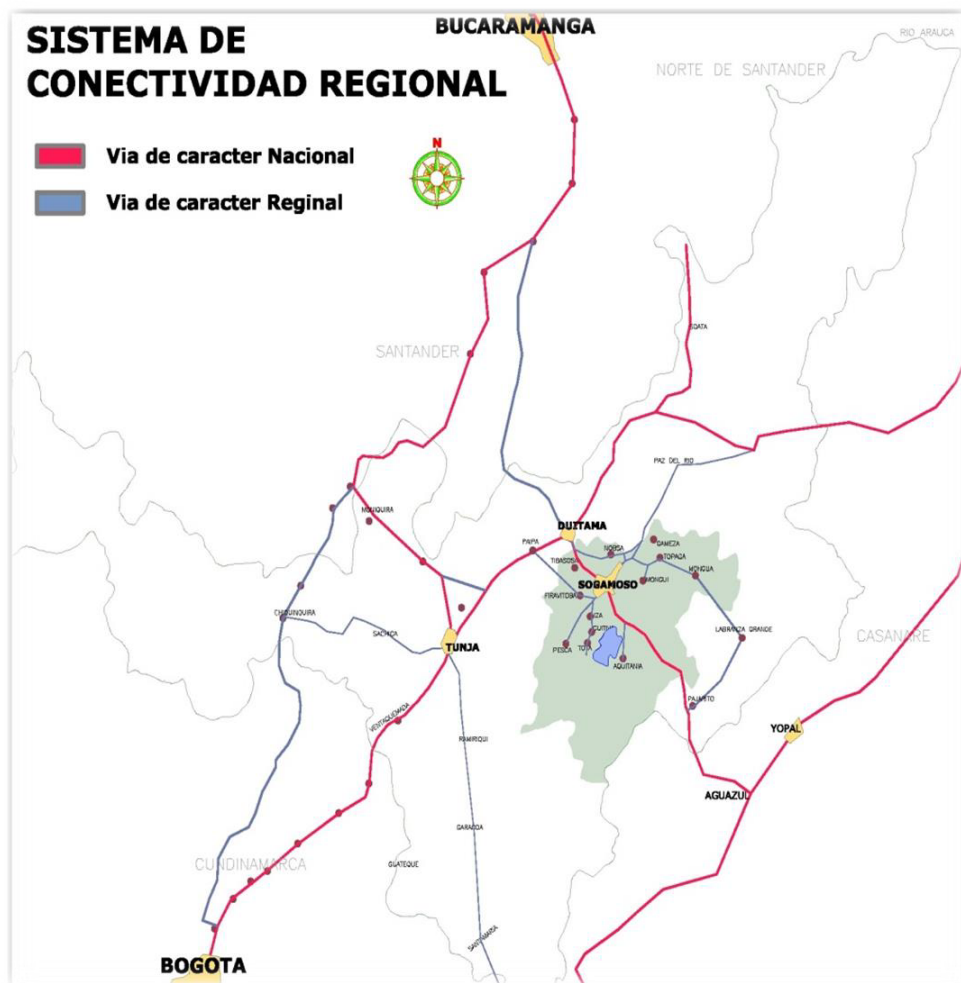 BUCARAMANGA
SISTEMA DE
CONECTIVIDAD REGIONAL
RIO ARAUCA
NORTE DE SANTANDER
N
Via de caracter Nacional
Via de caracter Reginal
SOATA
SANTANDER
PAZ DEL RIO
MONIQUIRA
DUITAMA
PAIPA
NOBSA
GAMEZA
TOPAGA
TIBASOSA
MONGUA
SOGAMOSO
MONGUI
FIRAVITOBA
IZA
CHIQUINQUIRA
SACHICA
CUITIVA
LABRANZA GRANDE
CASANARE
TUNJA
PESCA
TOTA
AQUITANIA
PAJARITO
VENTAQUEMADA
YOPAL
RAMIRIQUI
AGUAZUL
GARAGOA
CUNDINAMARCA
GUATEQUE
SANTAMARIA
BOGOTA